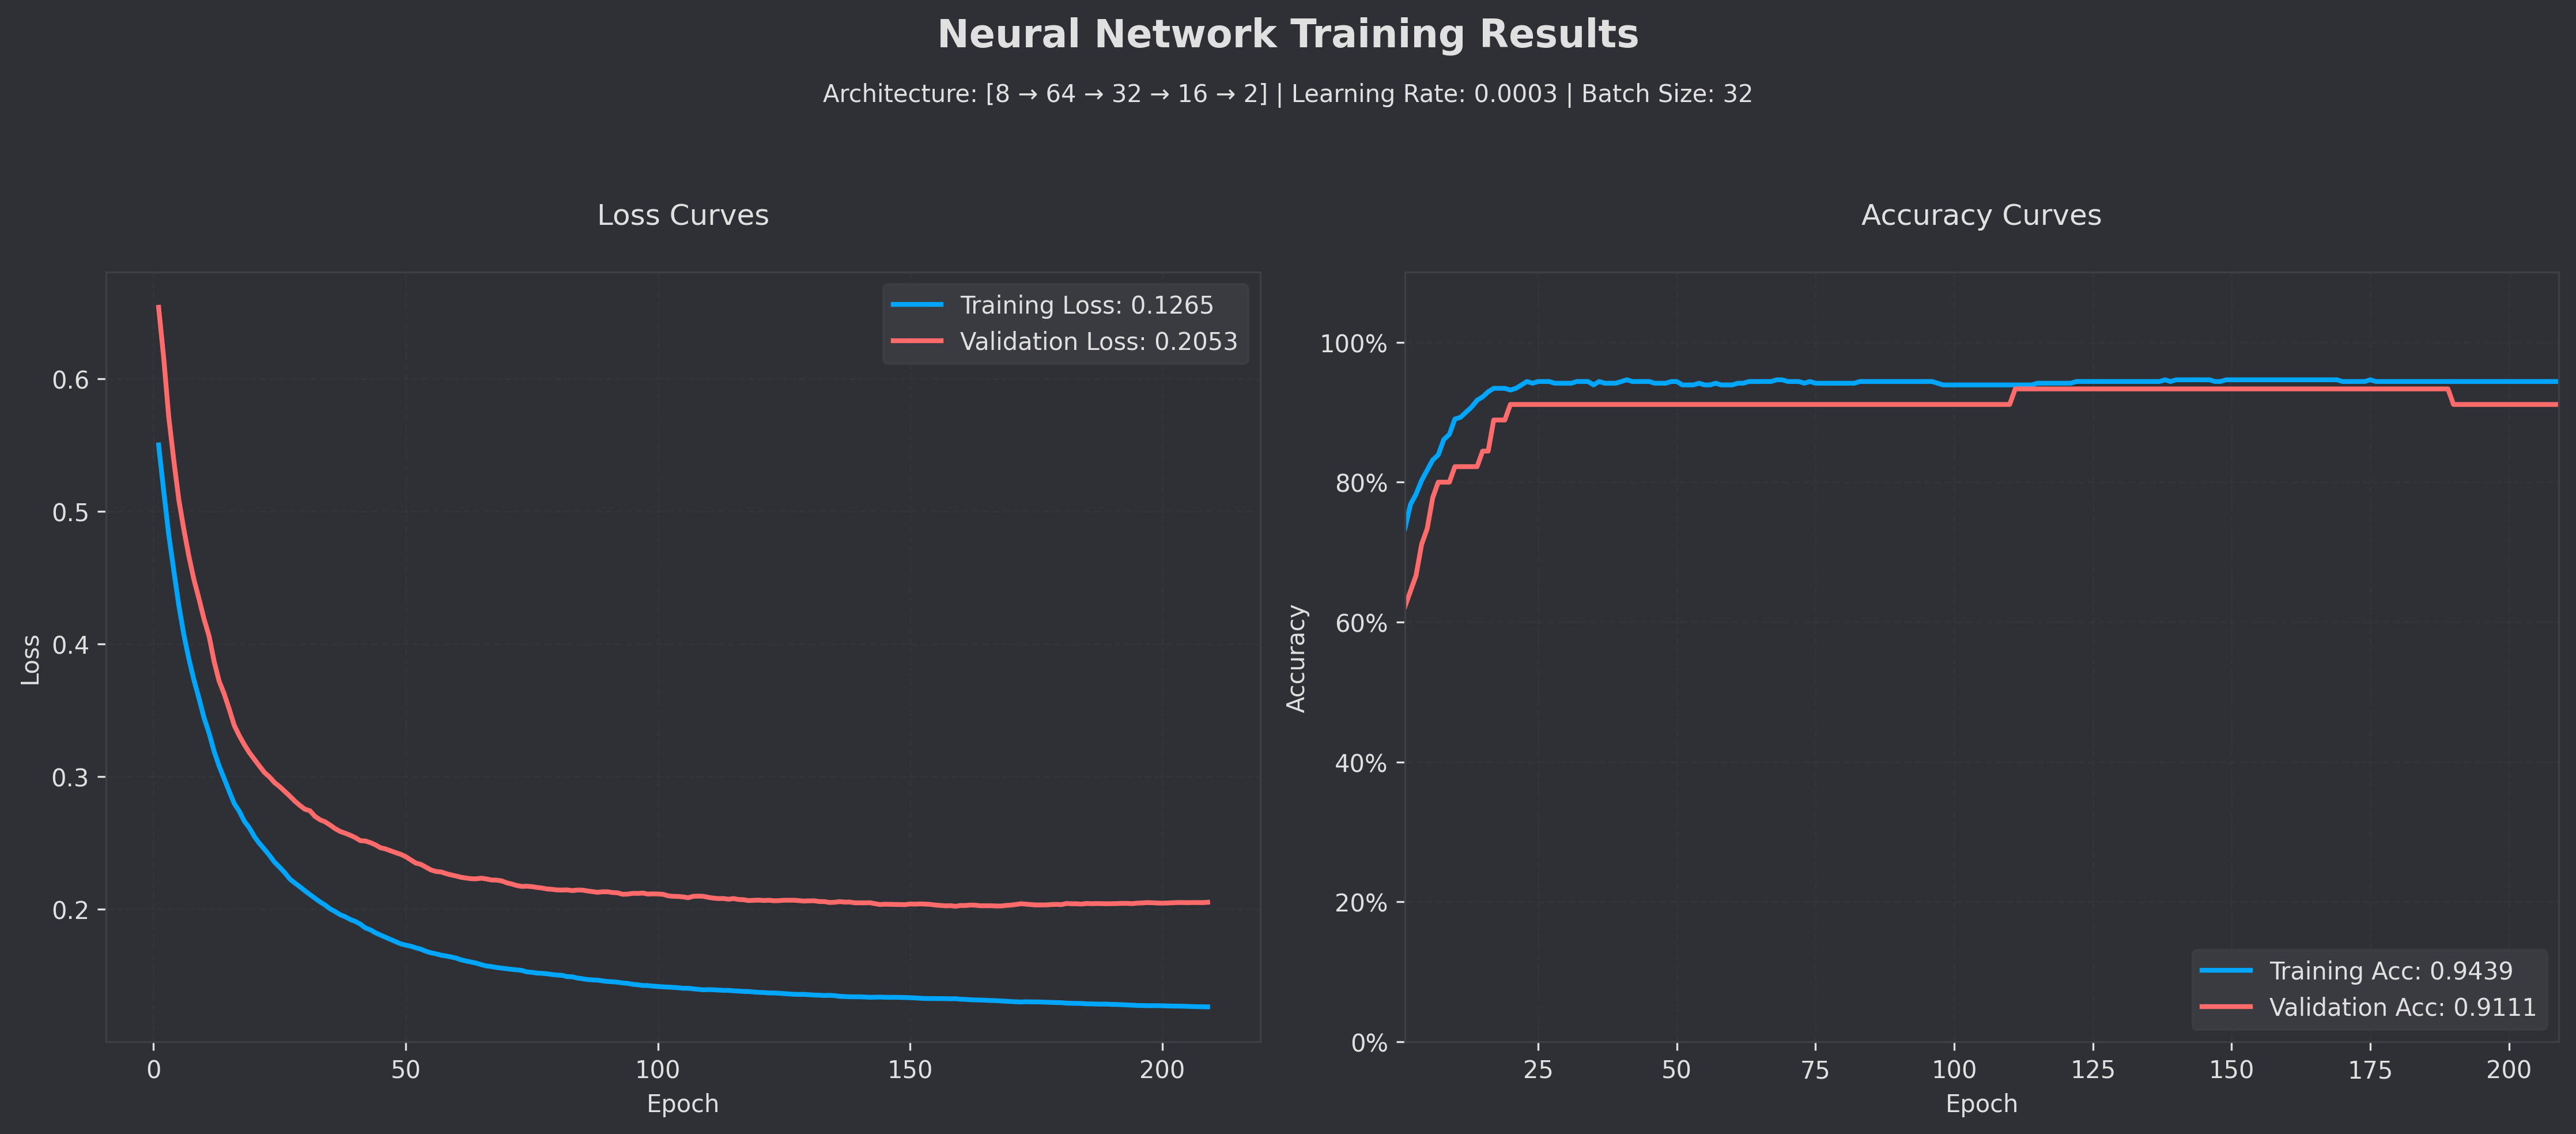 Neural Network Training Results
Architecture: [8 → 64 → 32 → 16 → 2] | Learning Rate: 0.0003 | Batch Size: 32
Loss Curves
Training Loss: 0.1265
Validation Loss: 0.2053
0.6
0.5
0.4
0.3
0.2
Loss
0 50 100 150 200
Epoch
Accuracy Curves
100%
80%
60%
40%
20%
0%
Accuracy
Training Acc: 0.9439
Validation Acc: 0.9111
25 50 75 100 125 150 175 200
Epoch